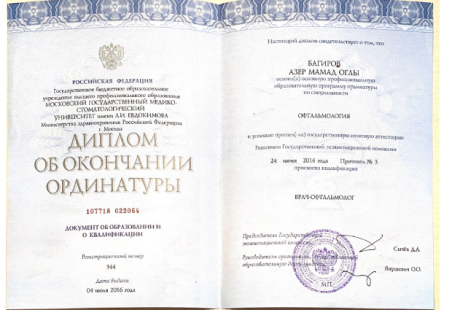 РОССИЙСКАЯ ФЕДЕРАЦИЯ
Государственное бюджетное образовательное
учреждение высшего профессионального образования
МОСКОВСКИЙ ГОСУДАРСТВЕННЫЙ МЕДИКО-
СТОМАТОЛОГИЧЕСКИЙ
УНИВЕРСИТЕТ имени А.И. ЕВДОКИМОВА
Министерства здравоохранения Российской Федерации
г. Москва
ДИПЛОМ
ОБ ОКОНЧАНИИ
ОРДИНАТУРЫ
107718 022064
ДОКУМЕНТ ОБ ОБРАЗОВАНИИ И
О КВАЛИФИКАЦИИ
Регистрационный номер
944
Дата выдачи
04 июля 2016 года
Настоящий диплом свидетельствует о том, что
БАГИРОВ
АЗЕР МАМАД ОГЛЫ
освоил(а) основную профессиональную
образовательную программу ординатуры
по специальности
ОФТАЛЬМОЛОГИЯ
и успешно прошел(-ла) государственную итоговую аттестацию
Решением Государственной экзаменационной комиссии
24 июня 2016 года Протокол № 3
присвоена квалификация
ВРАЧ-ОФТАЛЬМОЛОГ
Председатель Государственной
экзаменационной комиссии
Сычёв Д.А.
Руководитель организации, осуществляющей
образовательную деятельность
Янушевич О.О.
М.П.